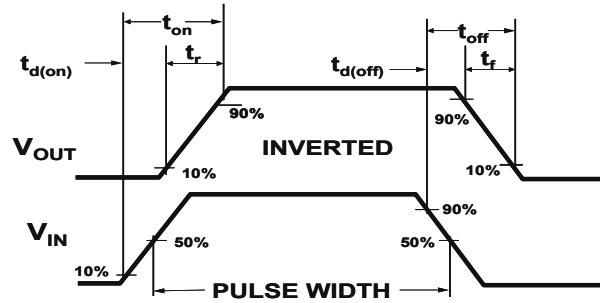 t_on
t_off
t_d(on)
t_r
t_d(off)
t_f
90%
90%
V_OUT
INVERTED
10%
10%
V_IN
90%
50%
50%
10%
PULSE WIDTH